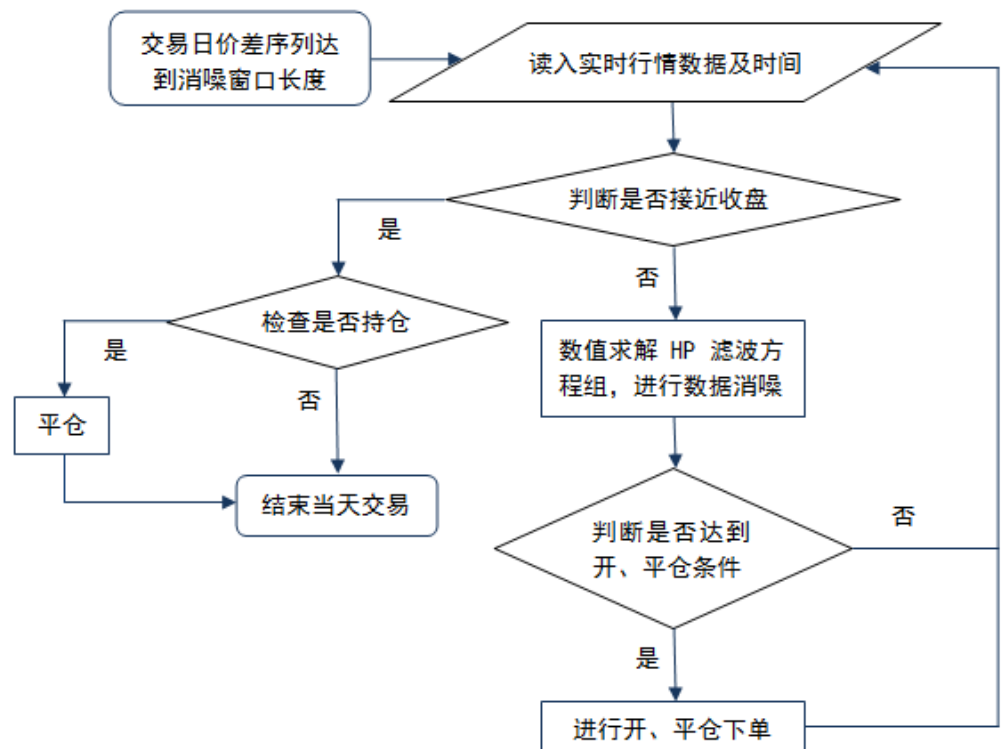 交易日价差序列达
到消噪窗口长度
读入实时行情数据及时间
判断是否接近收盘
是
否
检查是否持仓
是
否
平仓
结束当天交易
数值求解 HP 滤波方
程组，进行数据消噪
判断是否达到
开、平仓条件
否
是
进行开、平仓下单